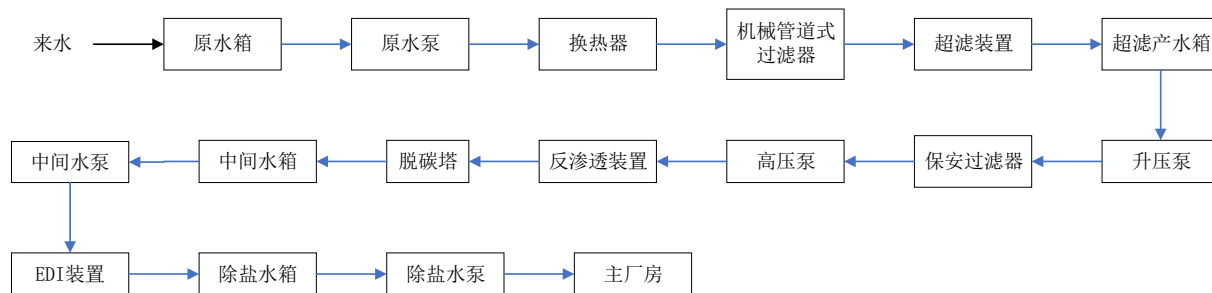 来水
原水箱
原水泵
换热器
机械管道式
过滤器
超滤装置
超滤产水箱
升压泵
保安过滤器
高压泵
反渗透装置
脱碳塔
中间水箱
中间水泵
EDI装置
除盐水箱
除盐水泵
主厂房